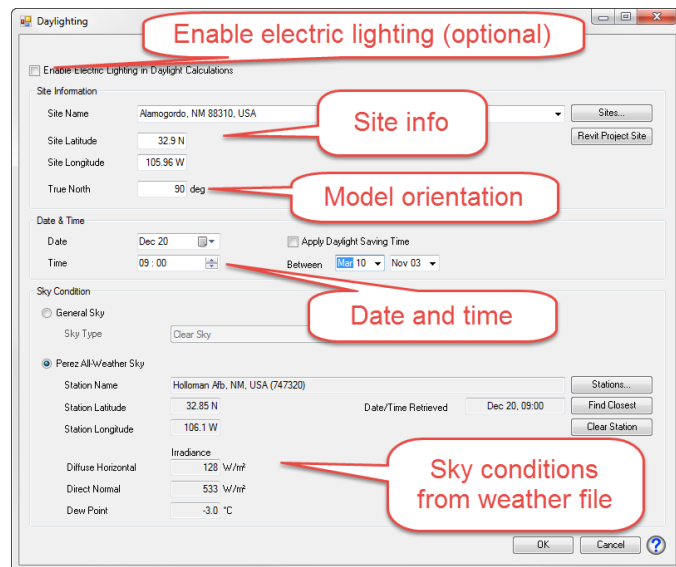 Daylighting
Enable electric lighting (optional)
Enable Electric Lighting in Daylight Calculations
Site Information
Site Name Alamogordo, NM 88310, USA Sites...
Site info
Site Latitude 32.9 N Revit Project Site
Site Longitude 105.96 W
True North 90 deg
Model orientation
Date & Time
Date Dec 20 Apply Daylight Saving Time
Time 09 : 00 Between Mar 10 Nov 03
Date and time
Sky Condition
General Sky
Sky Type Clear Sky
Perez All-Weather Sky
Station Name Holloman Afb, NM, USA (747320) Stations...
Station Latitude 32.85 N Date/Time Retrieved Dec 20, 09:00 Find Closest
Station Longitude 106.1 W Clear Station
Irradiance
Diffuse Horizontal 128 W/m²
Direct Normal 533 W/m²
Dew Point -3.0 °C
Sky conditions
from weather file
OK Cancel ?